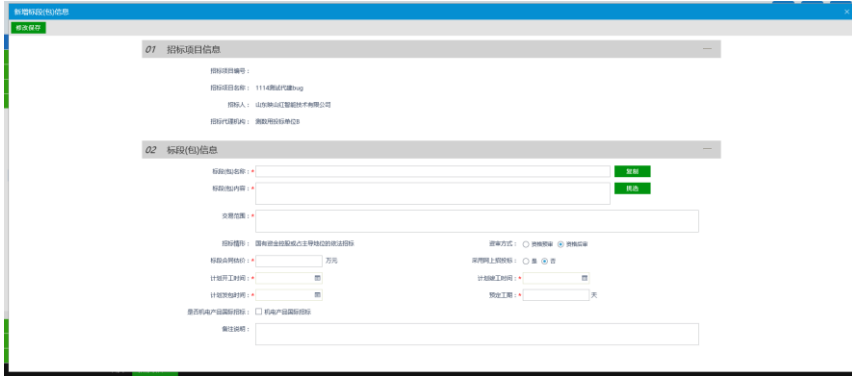 新增标段(包)信息
修改保存
01 招标项目信息
招标项目编号：
招标项目名称： 1114测试代建bug
招标人： 山东映山红智能技术有限公司
招标代理机构： 测数用招标单位B
02 标段(包)信息
标段(包)名称：* 复制
标段(包)内容：* 挑选
交易范围：*
招标情形： 国有资金控股或占主导地位的依法招标 资审方式： 资格预审 资格后审
标段合同估价：* 万元 采用网上招投标： 是 否
计划开工时间：* 计划竣工时间：*
计划发包时间：* 预定工期：* 天
是否机电产品国际招标： 机电产品国际招标
备注说明：